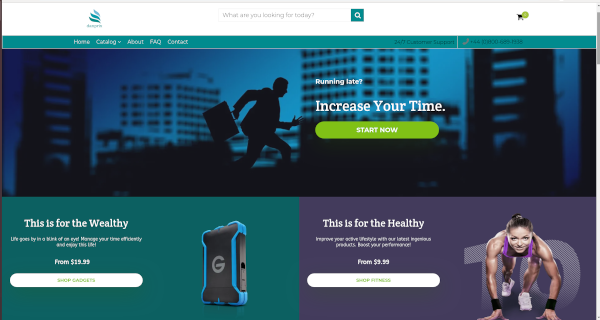 What are you looking for today?
Home Catalog About FAQ Contact
24/7 Customer Support
Running late?
Increase Your Time.
START NOW
This is for the Wealthy
Life goes by in a blink of an eye! Manage your time efficiently
and enjoy this life!
From $19.99
SHOP GADGETS
This is for the Healthy
Improve your active lifestyle with our latest ingenious
products. Boost your performance!
From $9.99
SHOP FITNESS
G
10